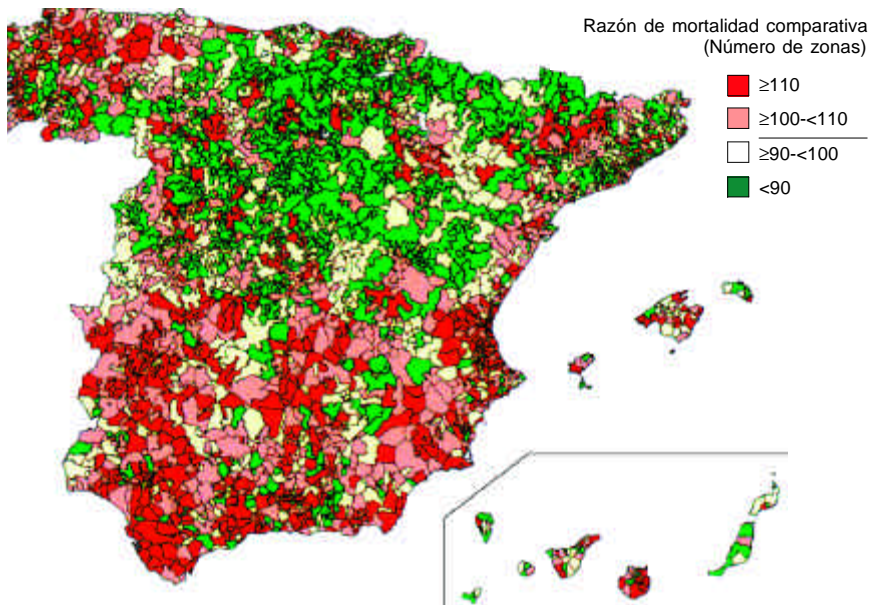 Razón de mortalidad comparativa
(Número de zonas)
≥110
≥100-<110
≥90-<100
<90